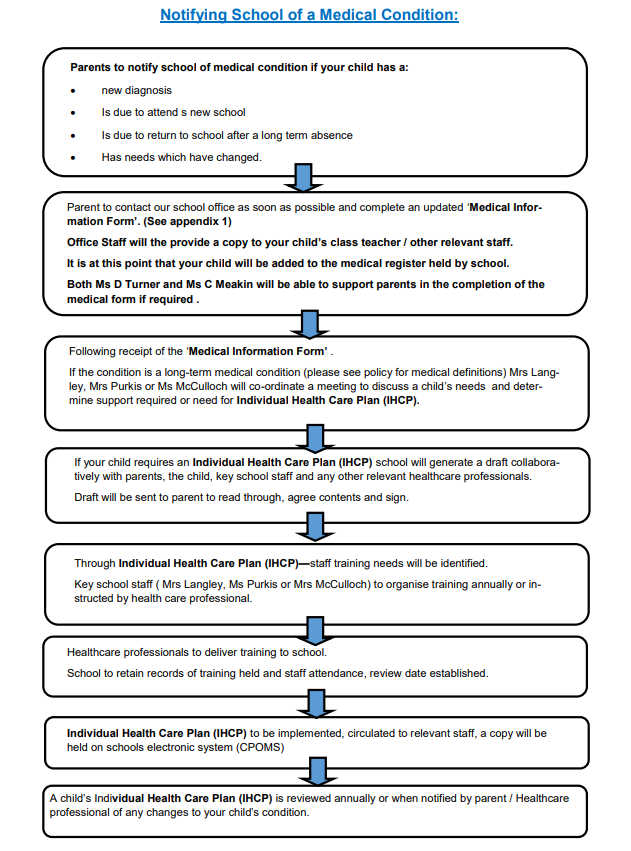 Notifying School of a Medical Condition:
Parents to notify school of medical condition if your child has a:
• new diagnosis
• Is due to attend s new school
• Is due to return to school after a long term absence
• Has needs which have changed.
Parent to contact our school office as soon as possible and complete an updated ‘Medical Infor-
mation Form’. (See appendix 1)
Office Staff will the provide a copy to your child’s class teacher / other relevant staff.
It is at this point that your child will be added to the medical register held by school.
Both Ms D Turner and Ms C Meakin will be able to support parents in the completion of the
medical form if required .
Following receipt of the ‘Medical Information Form’ .
If the condition is a long-term medical condition (please see policy for medical definitions) Mrs Lang-
ley, Mrs Purkis or Ms McCulloch will co-ordinate a meeting to discuss a child’s needs and deter-
mine support required or need for Individual Health Care Plan (IHCP).
If your child requires an Individual Health Care Plan (IHCP) school will generate a draft collabora-
tively with parents, the child, key school staff and any other relevant healthcare professionals.
Draft will be sent to parent to read through, agree contents and sign.
Through Individual Health Care Plan (IHCP)—staff training needs will be identified.
Key school staff ( Mrs Langley, Ms Purkis or Mrs McCulloch) to organise training annually or in-
structed by health care professional.
Healthcare professionals to deliver training to school.
School to retain records of training held and staff attendance, review date established.
Individual Health Care Plan (IHCP) to be implemented, circulated to relevant staff, a copy will be
held on schools electronic system (CPOMS)
A child’s Individual Health Care Plan (IHCP) is reviewed annually or when notified by parent / Healthcare
professional of any changes to your child’s condition.